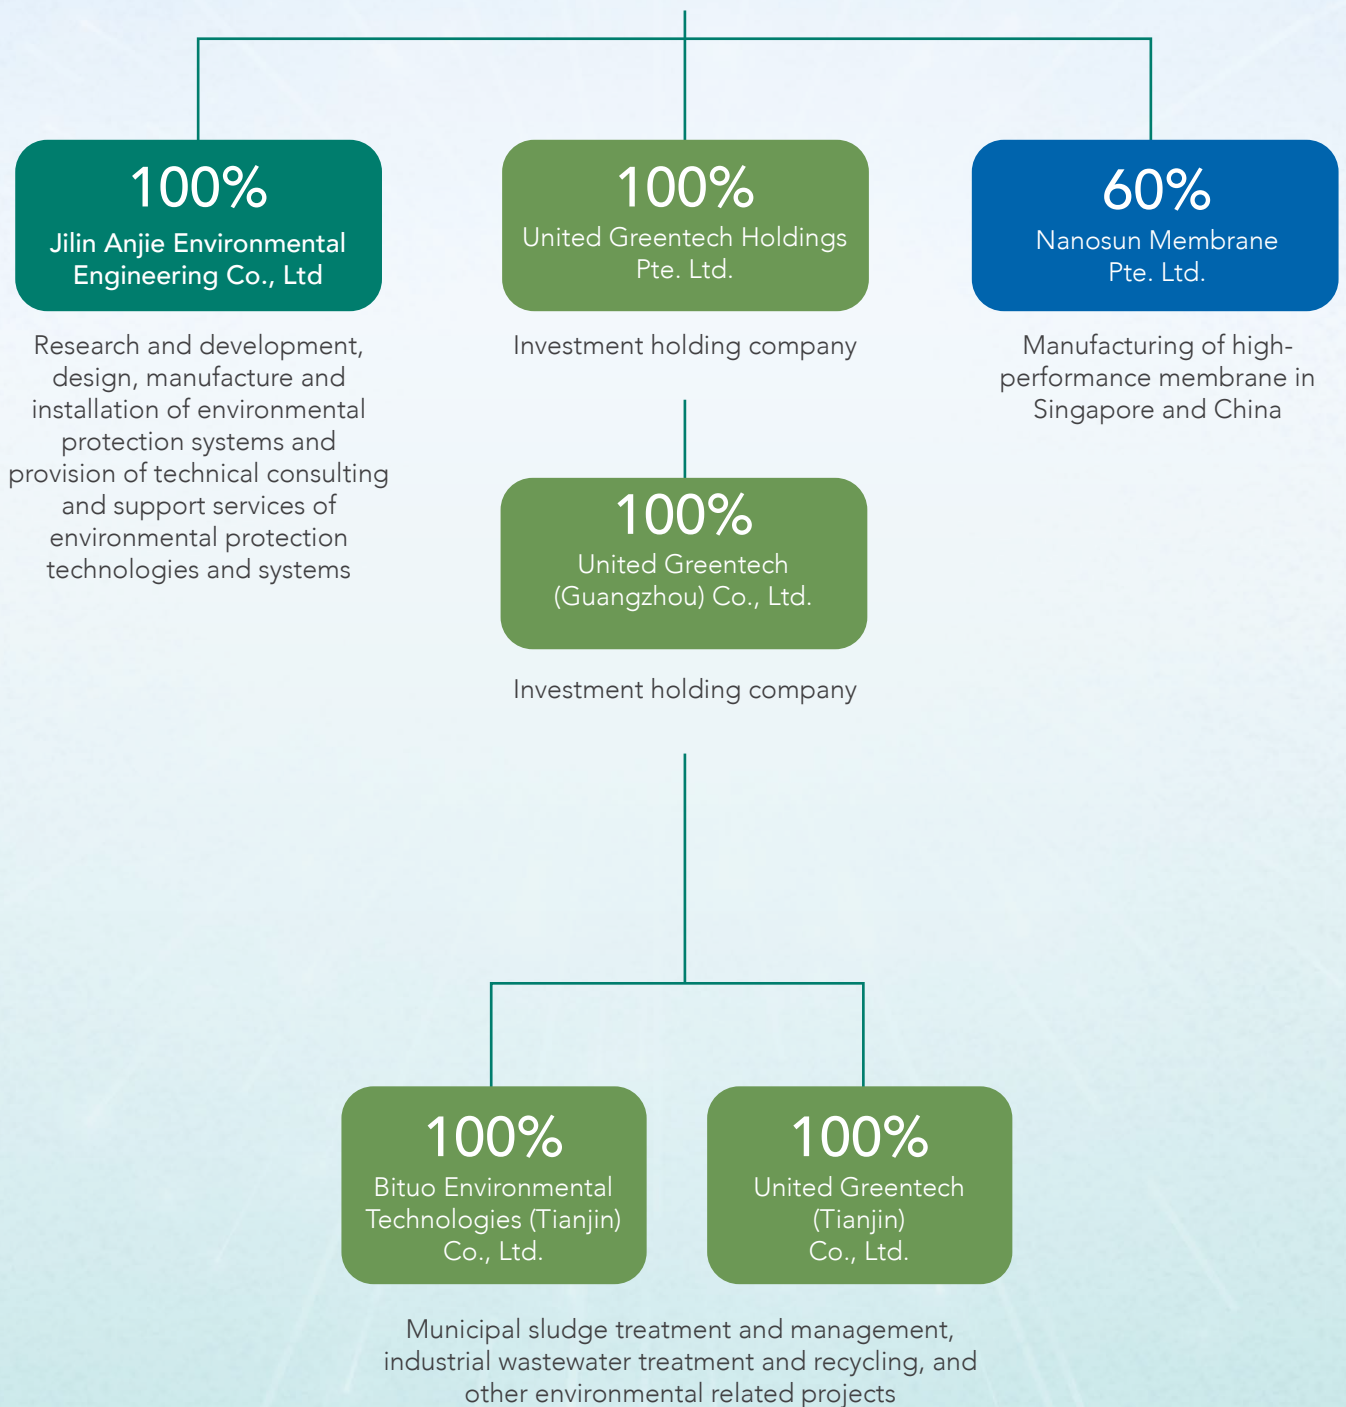 100%
Jilin Anjie Environmental
Engineering Co., Ltd
Research and development,
design, manufacture and
installation of environmental
protection systems and
provision of technical consulting
and support services of
environmental protection
technologies and systems
100%
United Greentech Holdings
Pte. Ltd.
Investment holding company
60%
Nanosun Membrane
Pte. Ltd.
Manufacturing of high-
performance membrane in
Singapore and China
100%
United Greentech
(Guangzhou) Co., Ltd.
Investment holding company
100%
Bituo Environmental
Technologies (Tianjin)
Co., Ltd.
100%
United Greentech
(Tianjin)
Co., Ltd.
Municipal sludge treatment and management,
industrial wastewater treatment and recycling, and
other environmental related projects